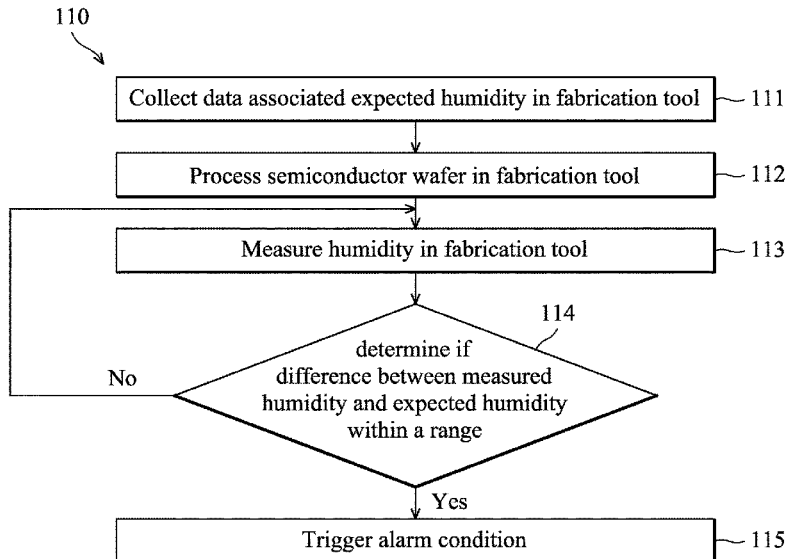 110
Collect data associated expected humidity in fabrication tool
111
Process semiconductor wafer in fabrication tool
112
Measure humidity in fabrication tool
113
114
determine if
difference between measured
humidity and expected humidity
within a range
No
Yes
Trigger alarm condition
115